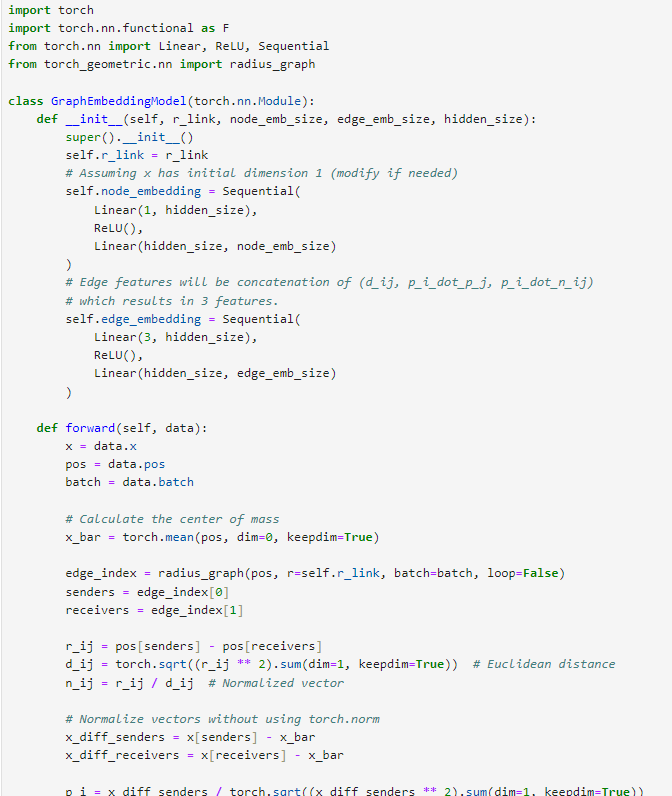 import torch
import torch.nn.functional as F
from torch.nn import Linear, ReLU, Sequential
from torch_geometric.nn import radius_graph

class GraphEmbeddingModel(torch.nn.Module):
    def __init__(self, r_link, node_emb_size, edge_emb_size, hidden_size):
        super().__init__()
        self.r_link = r_link
        # Assuming x has initial dimension 1 (modify if needed)
        self.node_embedding = Sequential(
            Linear(1, hidden_size),
            ReLU(),
            Linear(hidden_size, node_emb_size)
        )
        # Edge features will be concatenation of (d_ij, p_i_dot_p_j, p_i_dot_n_ij)
        # which results in 3 features.
        self.edge_embedding = Sequential(
            Linear(3, hidden_size),
            ReLU(),
            Linear(hidden_size, edge_emb_size)
        )

    def forward(self, data):
        x = data.x
        pos = data.pos
        batch = data.batch

        # Calculate the center of mass
        x_bar = torch.mean(pos, dim=0, keepdim=True)

        edge_index = radius_graph(pos, r=self.r_link, batch=batch, loop=False)
        senders = edge_index[0]
        receivers = edge_index[1]

        r_ij = pos[senders] - pos[receivers]
        d_ij = torch.sqrt((r_ij ** 2).sum(dim=1, keepdim=True))  # Euclidean distance
        n_ij = r_ij / d_ij  # Normalized vector

        # Normalize vectors without using torch.norm
        x_diff_senders = x[senders] - x_bar
        x_diff_receivers = x[receivers] - x_bar

        p_i = x_diff_senders / torch.sqrt((x_diff_senders ** 2).sum(dim=1, keepdim=True))